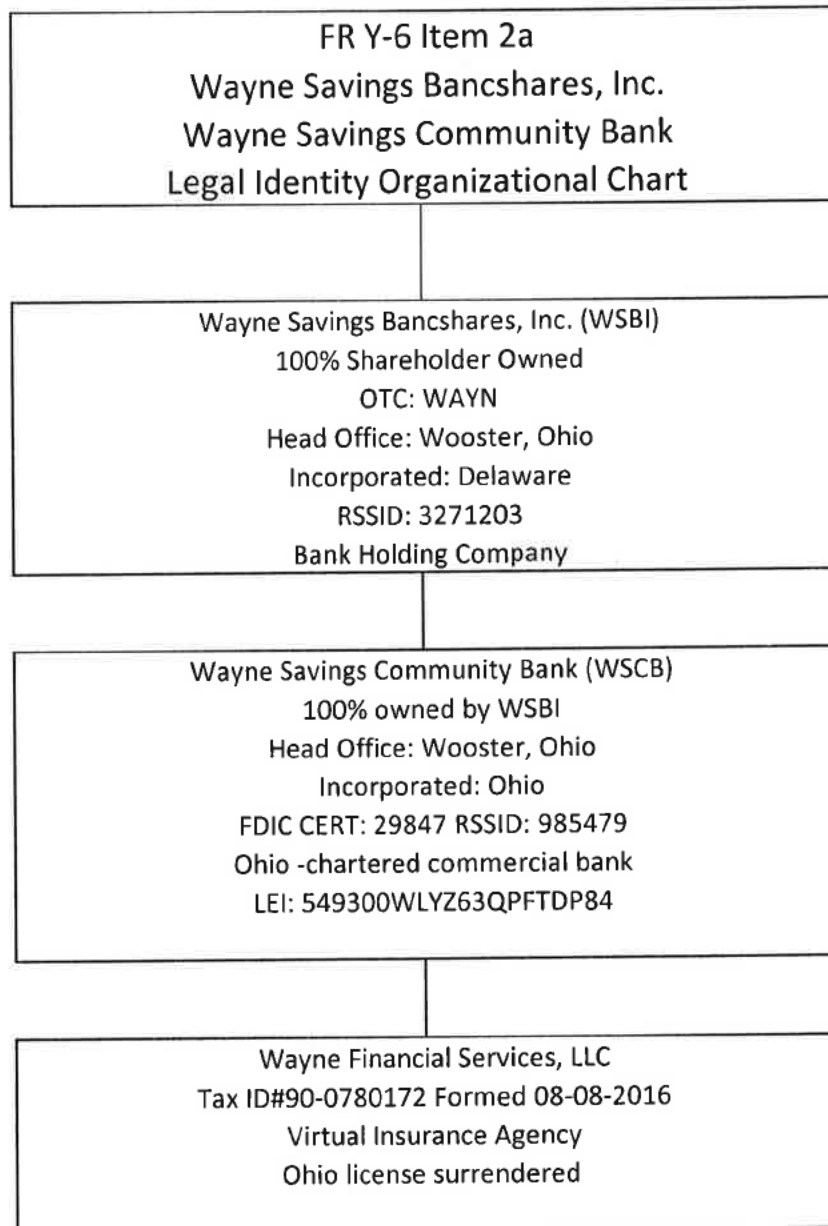 FR Y-6 Item 2a
Wayne Savings Bancshares, Inc.
Wayne Savings Community Bank
Legal Identity Organizational Chart
Wayne Savings Bancshares, Inc. (WSBI)
100% Shareholder Owned
OTC: WAYN
Head Office: Wooster, Ohio
Incorporated: Delaware
RSSID: 3271203
Bank Holding Company
Wayne Savings Community Bank (WSCB)
100% owned by WSBI
Head Office: Wooster, Ohio
Incorporated: Ohio
FDIC CERT: 29847 RSSID: 985479
Ohio -chartered commercial bank
LEI: 549300WLYZ63QPFTDP84
Wayne Financial Services, LLC
Tax ID#90-0780172 Formed 08-08-2016
Virtual Insurance Agency
Ohio license surrendered